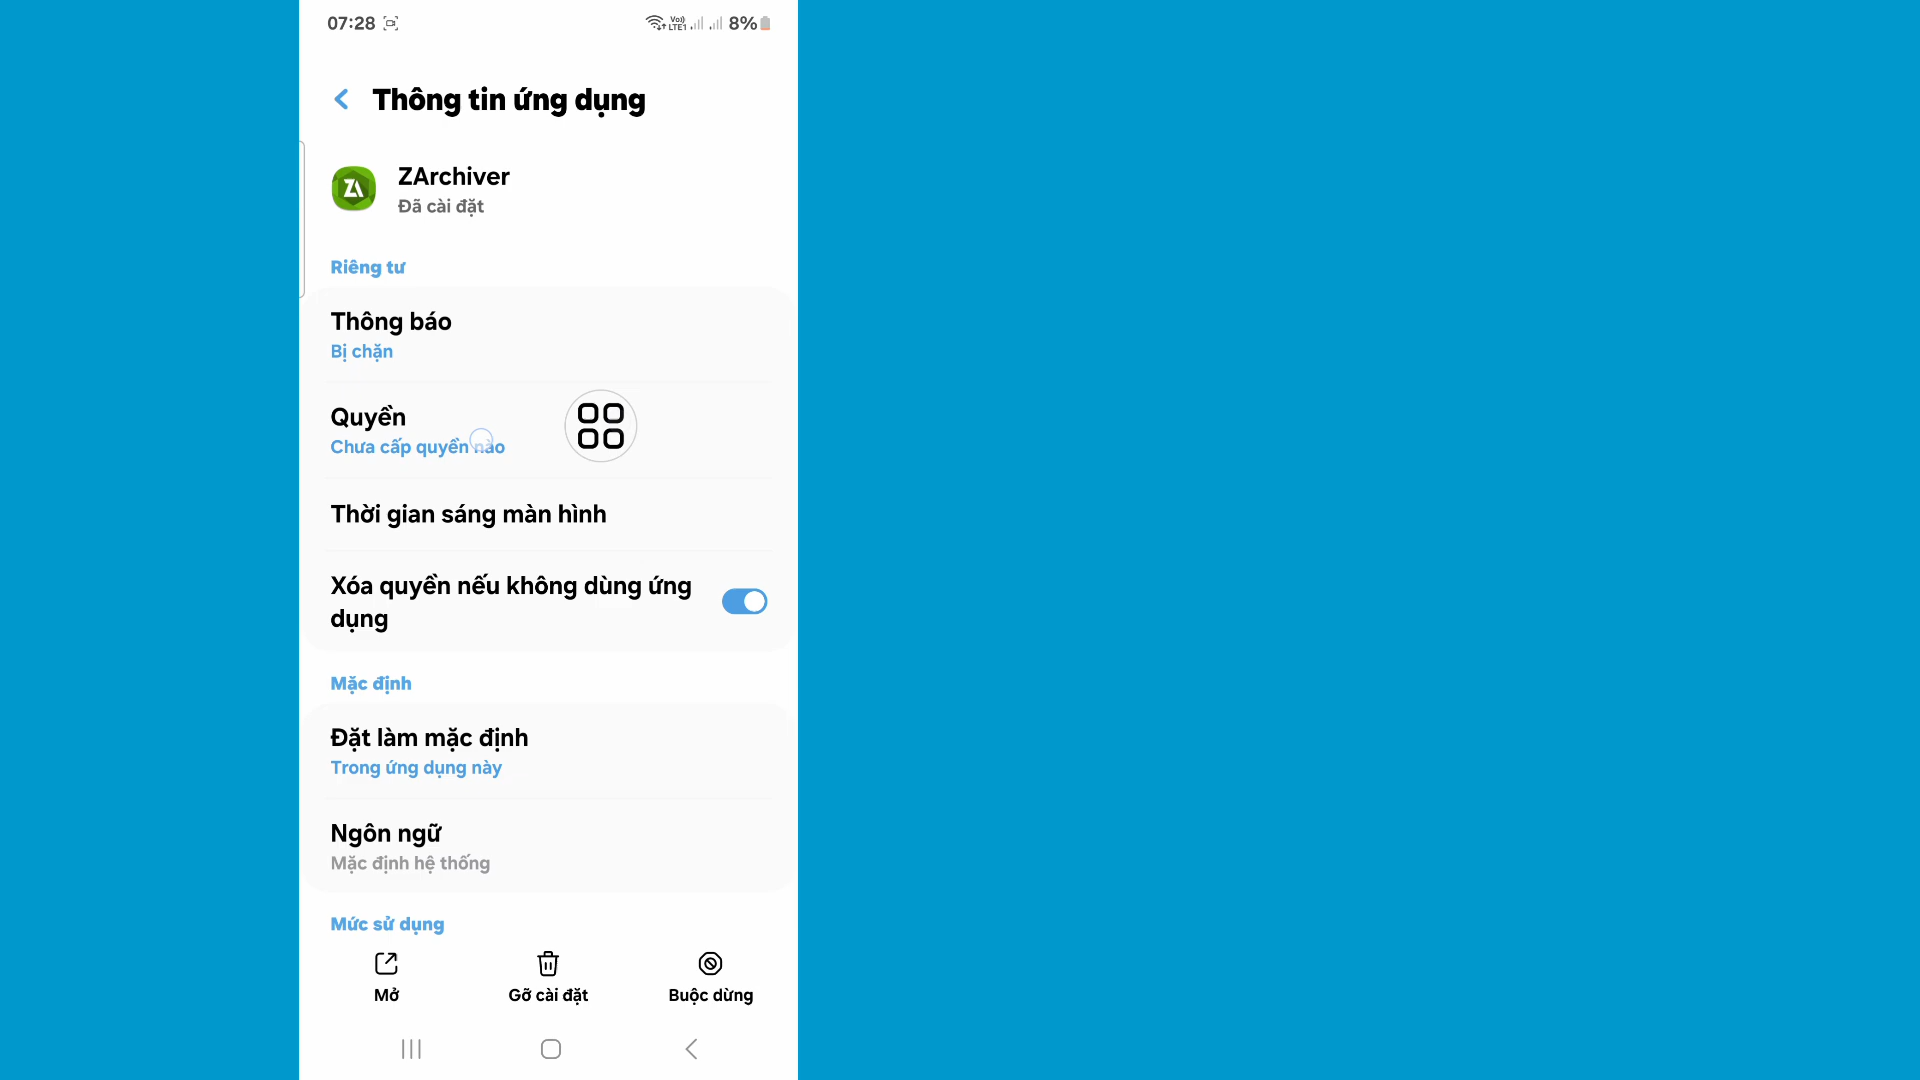 07:28 Vo) LTE1 8%
Thông tin ứng dụng
ZA
ZArchiver
Đã cài đặt
Riêng tư
Thông báo
Bị chặn
Quyền
Chưa cấp quyền nào
Thời gian sáng màn hình
Xóa quyền nếu không dùng ứng
dụng
Mặc định
Đặt làm mặc định
Trong ứng dụng này
Ngôn ngữ
Mặc định hệ thống
Mức sử dụng
Mở Gỡ cài đặt Buộc dừng